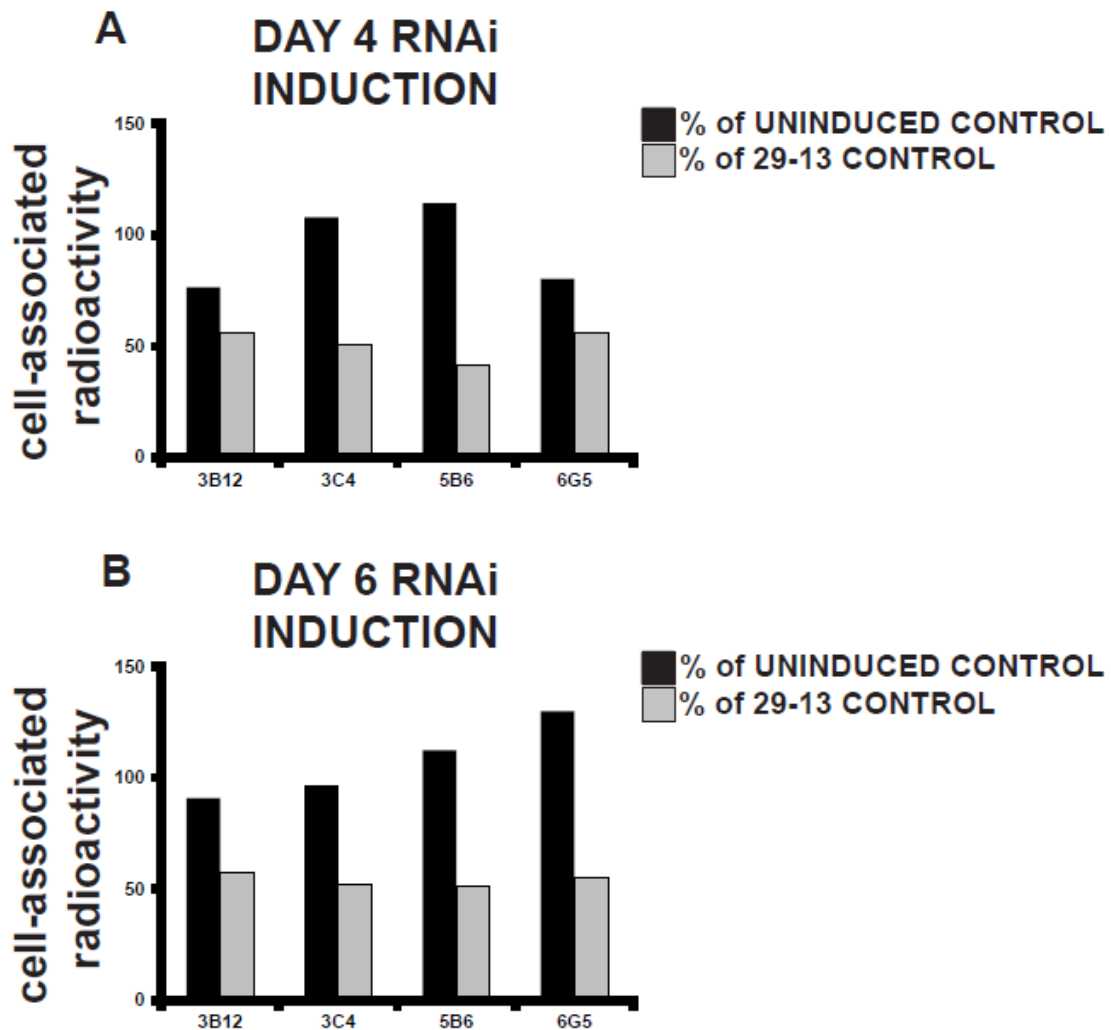 A
DAY 4 RNAi
INDUCTION
% of UNINDUCED CONTROL
% of 29-13 CONTROL
cell-associated
radioactivity
150
100
50
0
3B12 3C4 5B6 6G5
B
DAY 6 RNAi
INDUCTION
% of UNINDUCED CONTROL
% of 29-13 CONTROL
cell-associated
radioactivity
150
100
50
0
3B12 3C4 5B6 6G5